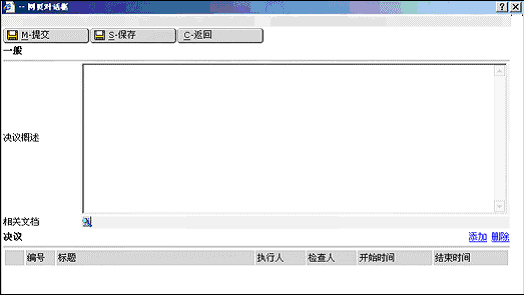 -- 网页对话框
M-提交 S-保存 C-返回
一般
决议概述
相关文档
决议 添加 删除
编号 标题 执行人 检查人 开始时间 结束时间